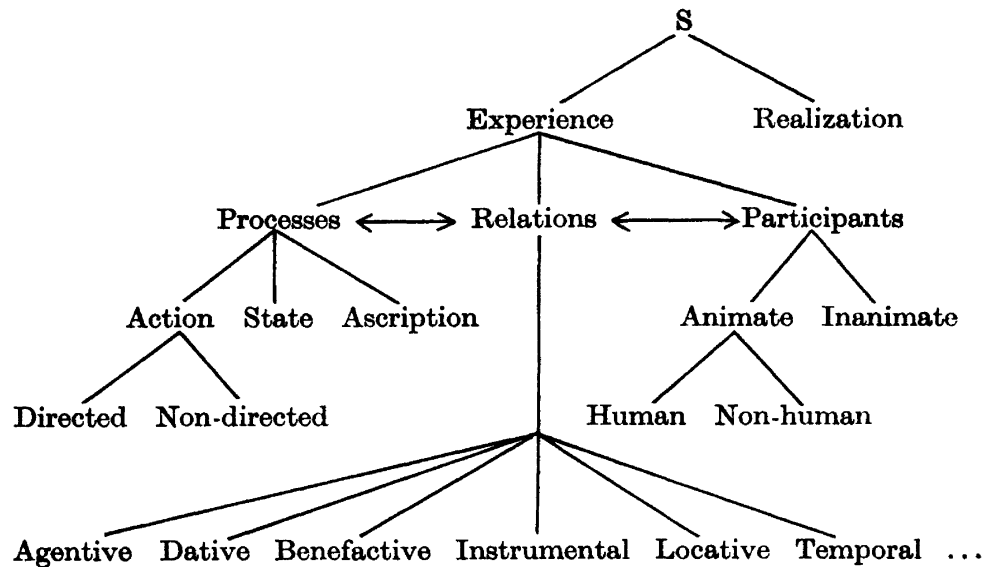 S
Experience Realization
Processes Relations Participants
Action State Ascription Animate Inanimate
Directed Non-directed Human Non-human
Agentive Dative Benefactive Instrumental Locative Temporal ...